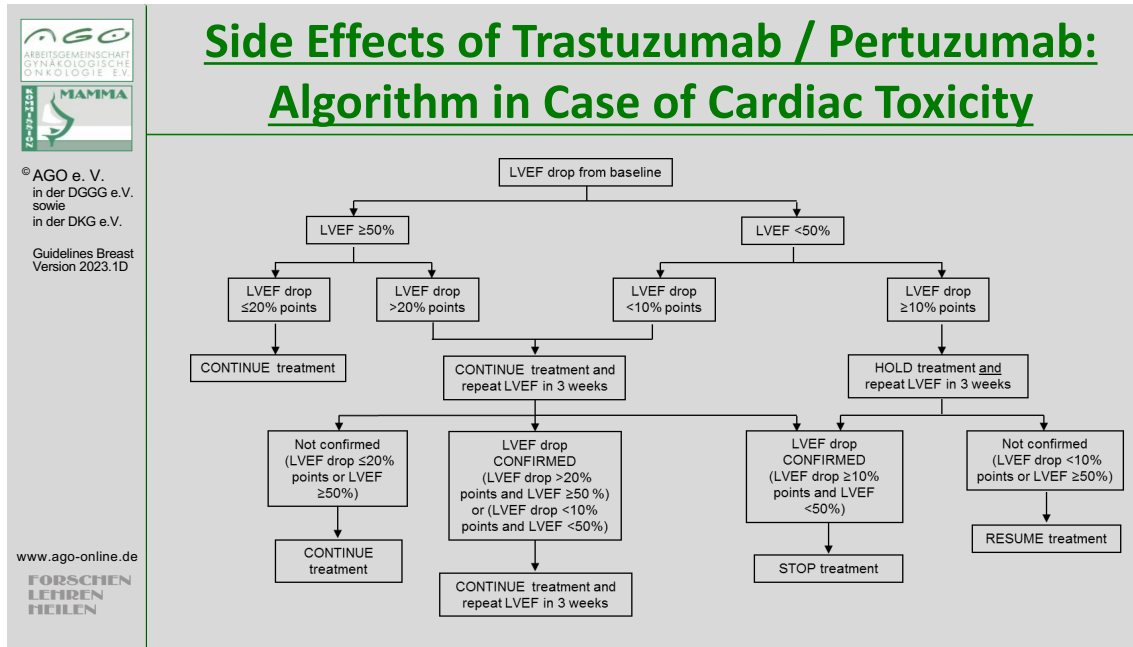 AGO
ARBEITSGEMEINSCHAFT
GYNÄKOLOGISCHE
ONKOLOGIE E.V.
KOMMISSION
MAMMA
© AGO e. V.
in der DGGG e.V.
sowie
in der DKG e.V.
Guidelines Breast
Version 2023.1D
www.ago-online.de
FORSCHEN
LEHREN
HEILEN
Side Effects of Trastuzumab / Pertuzumab:
Algorithm in Case of Cardiac Toxicity
LVEF drop from baseline
LVEF ≥50%
LVEF <50%
LVEF drop
≤20% points
LVEF drop
>20% points
LVEF drop
<10% points
LVEF drop
≥10% points
CONTINUE treatment
CONTINUE treatment and
repeat LVEF in 3 weeks
HOLD treatment and
repeat LVEF in 3 weeks
Not confirmed
(LVEF drop ≤20%
points or LVEF
≥50%)
LVEF drop
CONFIRMED
(LVEF drop >20%
points and LVEF ≥50 %)
or (LVEF drop <10%
points and LVEF <50%)
LVEF drop
CONFIRMED
(LVEF drop ≥10%
points and LVEF
<50%)
Not confirmed
(LVEF drop <10%
points or LVEF ≥50%)
CONTINUE
treatment
CONTINUE treatment and
repeat LVEF in 3 weeks
STOP treatment
RESUME treatment